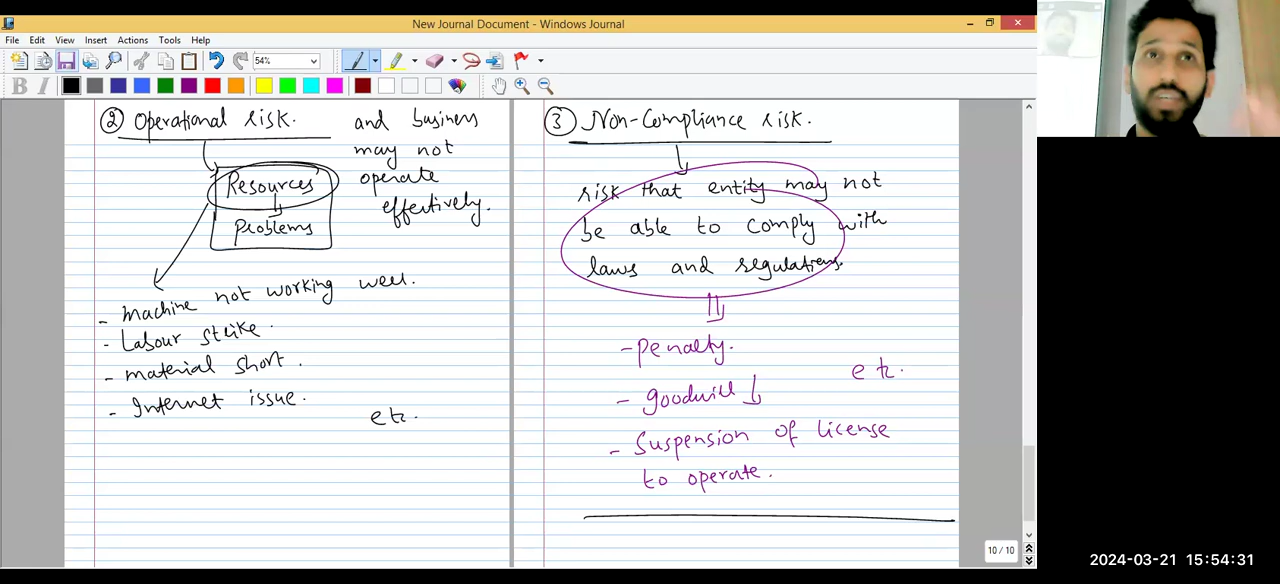 New Journal Document - Windows Journal
File Edit View Insert Actions Tools Help
54%
② Operational risk.
Resources
Problems
and business
may not
operate
effectively.
- Machine not working well.
- Labour strike.
- material short.
- Internet issue.
etc.
③ Non-Compliance risk.
risk that entity may not
be able to comply with
laws and regulations.
- Penalty.
- goodwill ↓
- Suspension of license
to operate.
etc.
10 / 10
2024-03-21 15:54:31